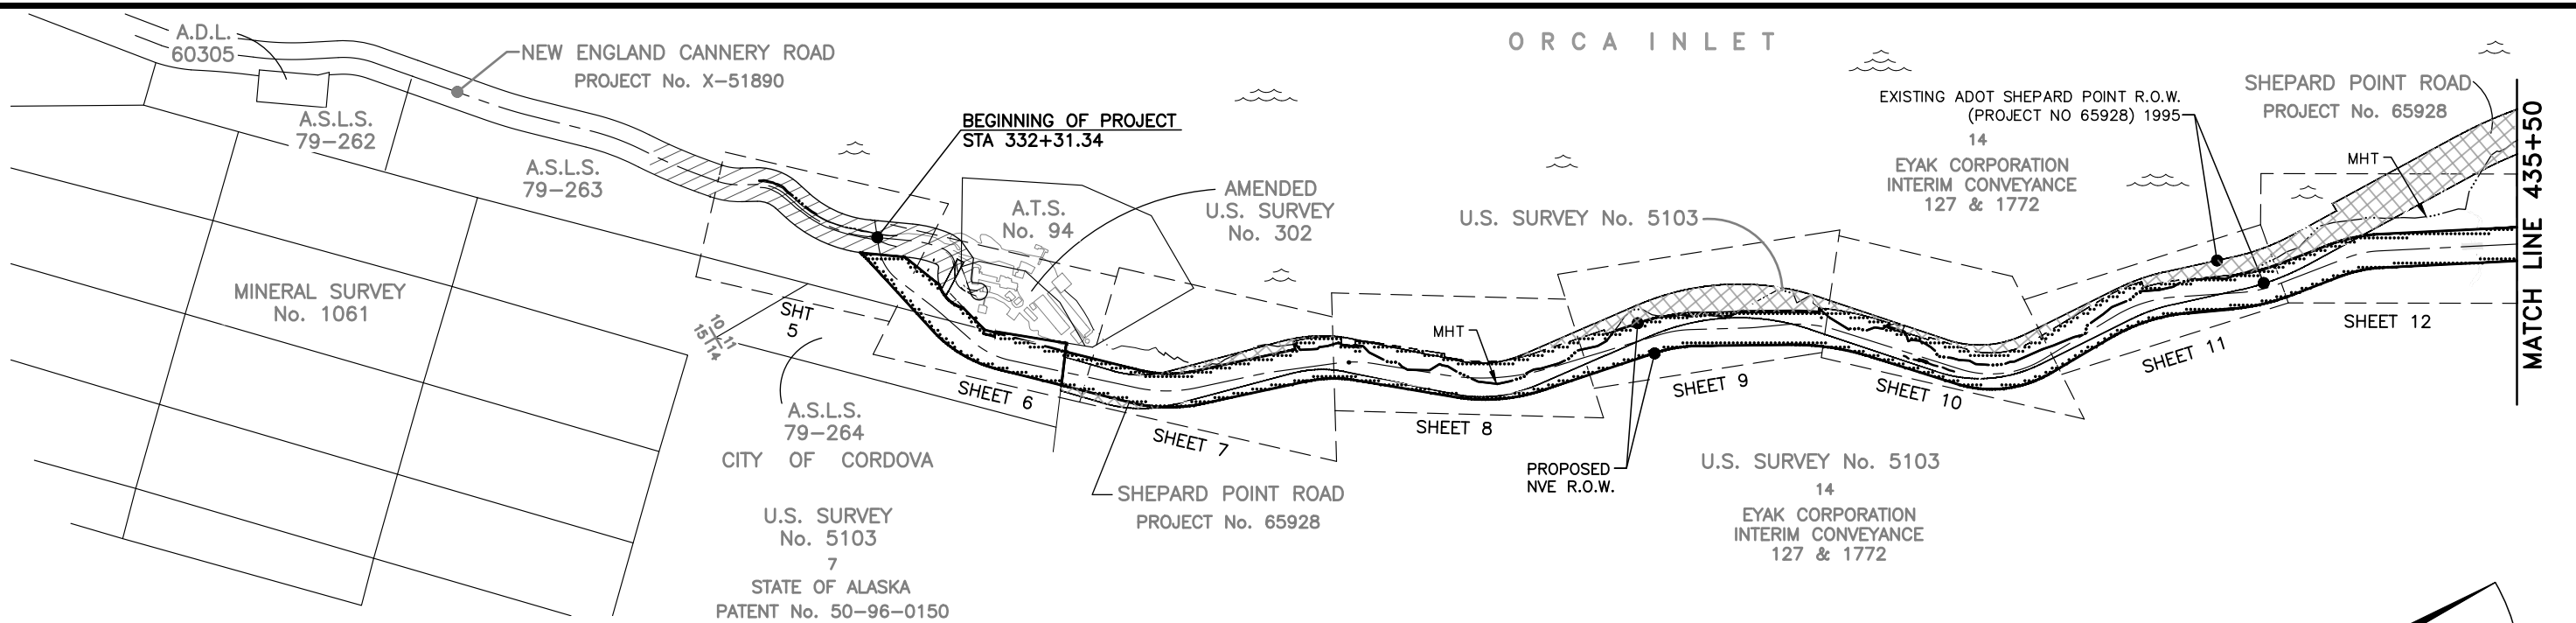 A.D.L.
60305
NEW ENGLAND CANNERY ROAD
PROJECT No. X-51890
A.S.L.S.
79-262
A.S.L.S.
79-263
MINERAL SURVEY
No. 1061
BEGINNING OF PROJECT
STA 332+31.34
A.T.S.
No. 94
AMENDED
U.S. SURVEY
No. 302
ORCA INLET
10 11
15 14
SHT
5
A.S.L.S.
79-264
CITY OF CORDOVA
U.S. SURVEY
No. 5103
7
STATE OF ALASKA
PATENT No. 50-96-0150
SHEET 6
SHEET 7
SHEPARD POINT ROAD
PROJECT No. 65928
SHEET 8
MHT
U.S. SURVEY No. 5103
PROPOSED
NVE R.O.W.
SHEET 9
SHEET 10
U.S. SURVEY No. 5103
14
EYAK CORPORATION
INTERIM CONVEYANCE
127 & 1772
EXISTING ADOT SHEPARD POINT R.O.W.
(PROJECT NO 65928) 1995
14
EYAK CORPORATION
INTERIM CONVEYANCE
127 & 1772
SHEPARD POINT ROAD
PROJECT No. 65928
MHT
SHEET 11
SHEET 12
MATCH LINE 435+50